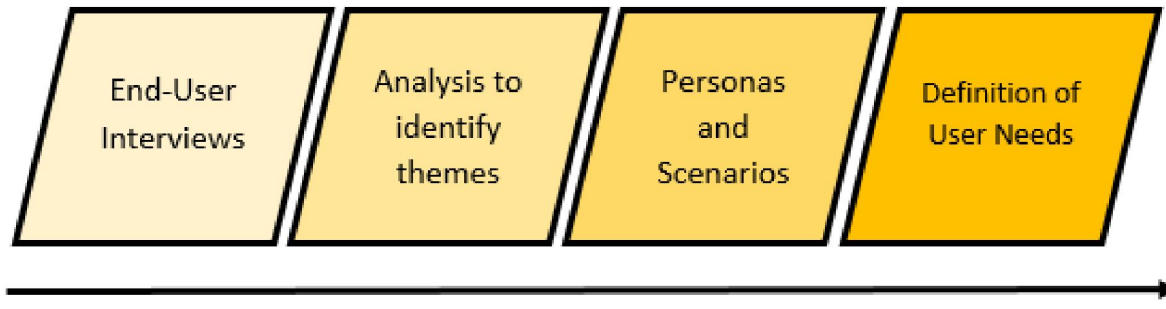 End-User
Interviews
Analysis to
identify
themes
Personas
and
Scenarios
Definition of
User Needs